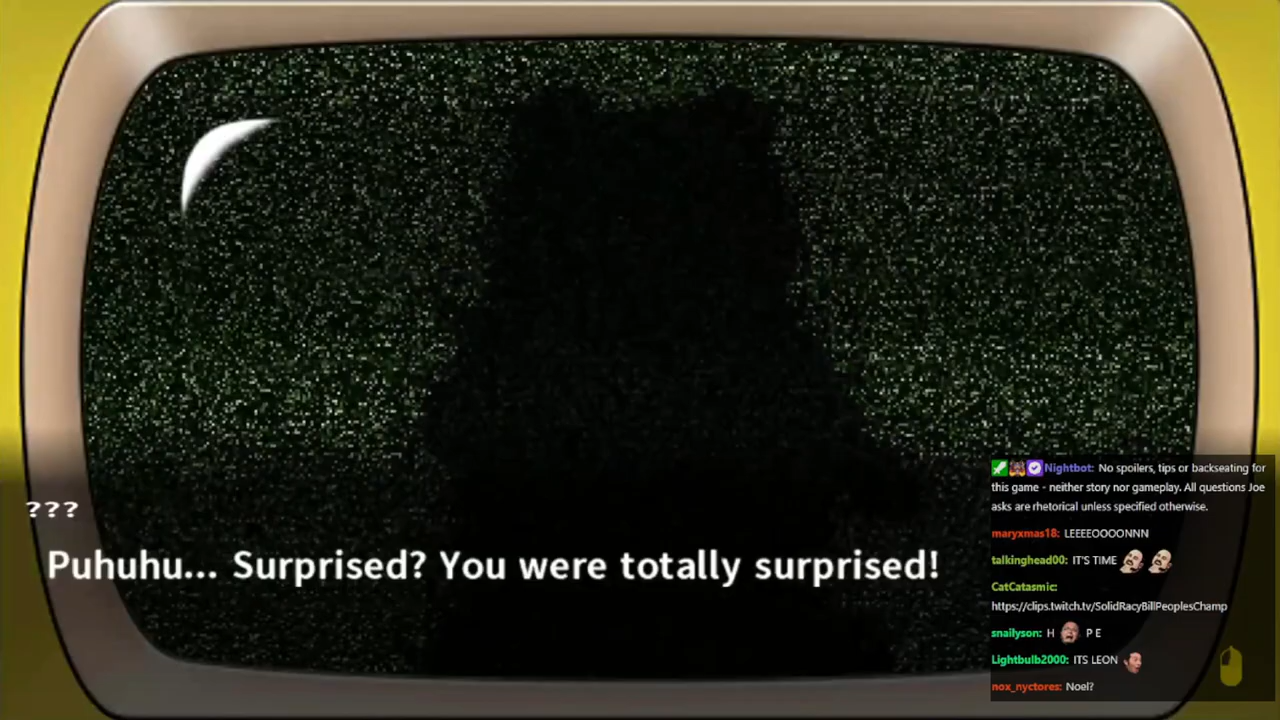 Nightbot: No spoilers, tips or backseating for
this game - neither story nor gameplay. All questions Joe
asks are rhetorical unless specified otherwise.
maryxmas18: LEEEEOOOONNN
talkinghead00: IT'S TIME
CatCatasmic:
https://clips.twitch.tv/SolidRacyBillPeoplesChamp
snailyson: H P E
Lightbulb2000: ITS LEON
nox_nyctores: Noel?
???
Puhuhu... Surprised? You were totally surprised!